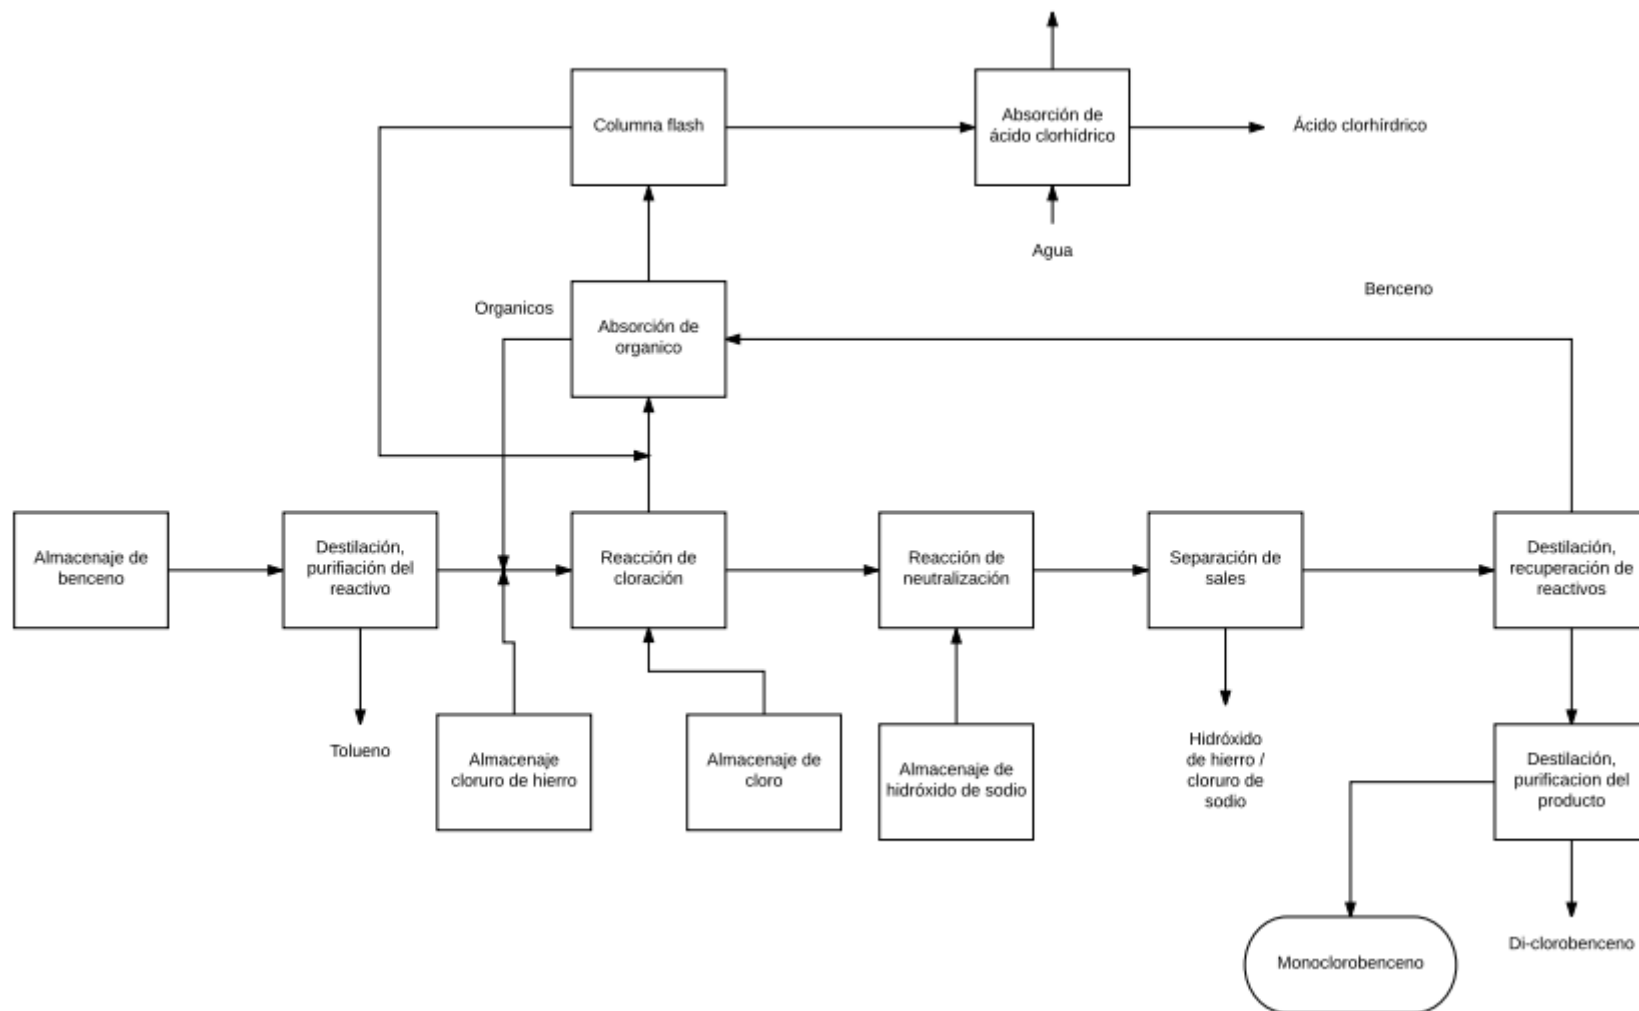 Columna flash
Absorción de
ácido clorhídrico
Ácido clorhírdrico
Agua
Benceno
Organicos
Absorción de
organico
Almacenaje de
benceno
Destilación,
purifiación del
reactivo
Reacción de
cloración
Reacción de
neutralización
Separación de
sales
Destilación,
recuperación de
reactivos
Tolueno
Almacenaje
cloruro de hierro
Almacenaje de
cloro
Almacenaje de
hidróxido de sodio
Hidróxido
de hierro /
cloruro de
sodio
Destilación,
purificacion del
producto
Monoclorobenceno
Di-clorobenceno